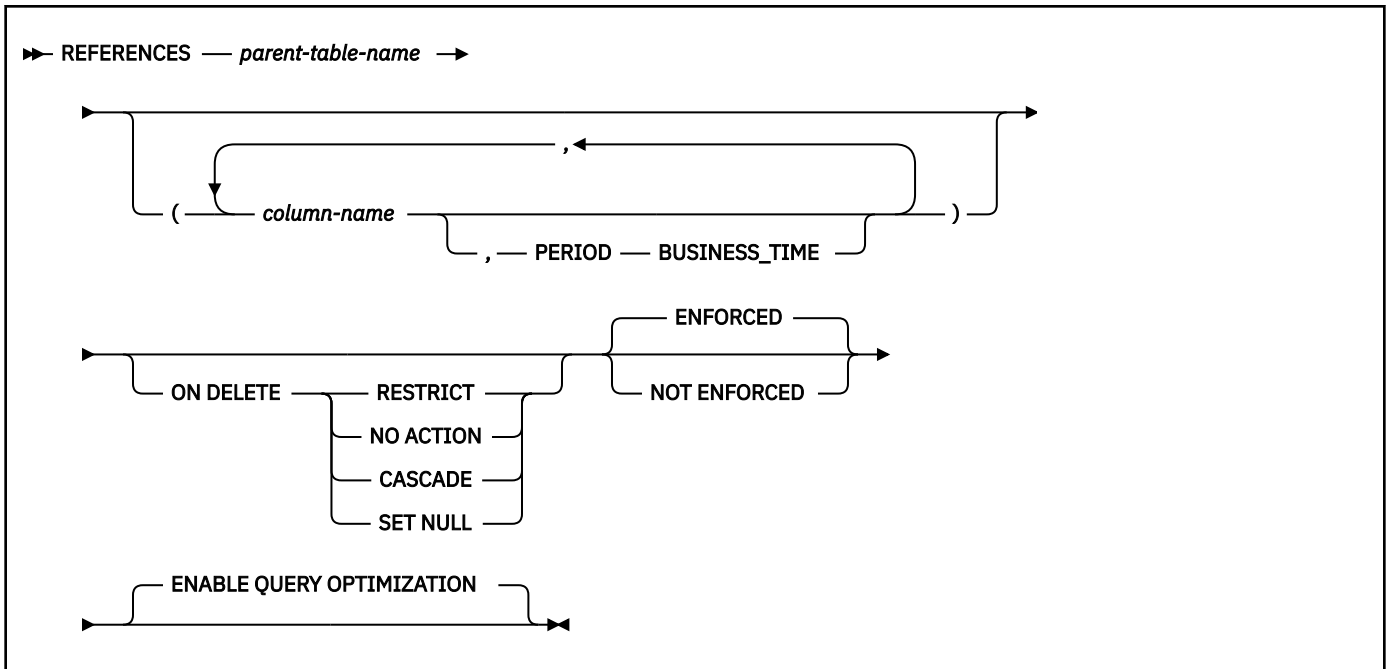 REFERENCES parent-table-name
,
( column-name )
, PERIOD BUSINESS_TIME
ENFORCED
ON DELETE RESTRICT NOT ENFORCED
NO ACTION
CASCADE
SET NULL
ENABLE QUERY OPTIMIZATION